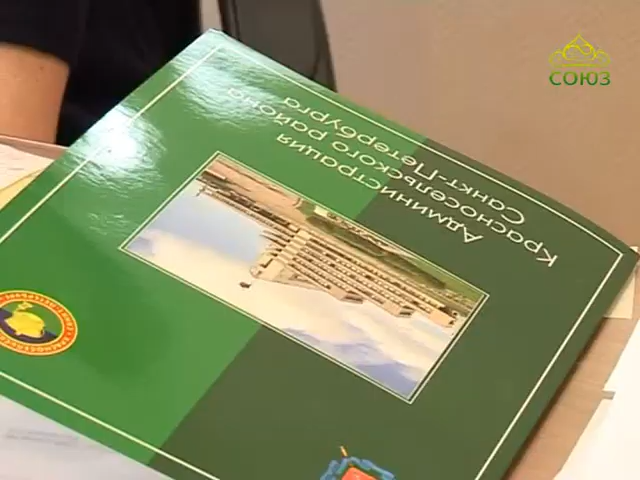 СОЮЗ
Администрация
Красносельского района
Санкт-Петербурга